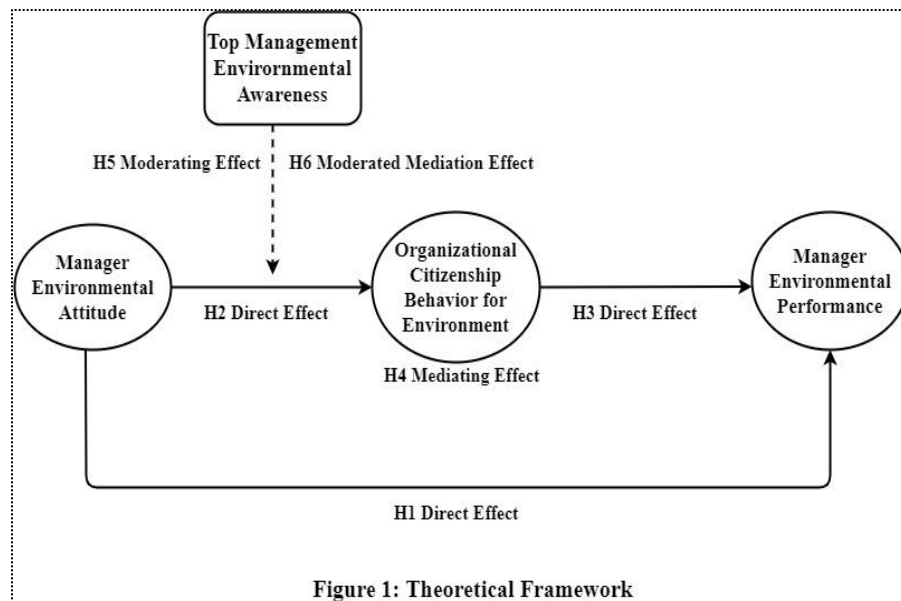 Top Management
Envirornmental
Awareness
H5 Moderating Effect
H6 Moderated Mediation Effect
Manager
Environmental
Attitude
H2 Direct Effect
Organizational
Citizenship
Behavior for
Environment
H4 Mediating Effect
H3 Direct Effect
Manager
Environmental
Performance
H1 Direct Effect
Figure 1: Theoretical Framework